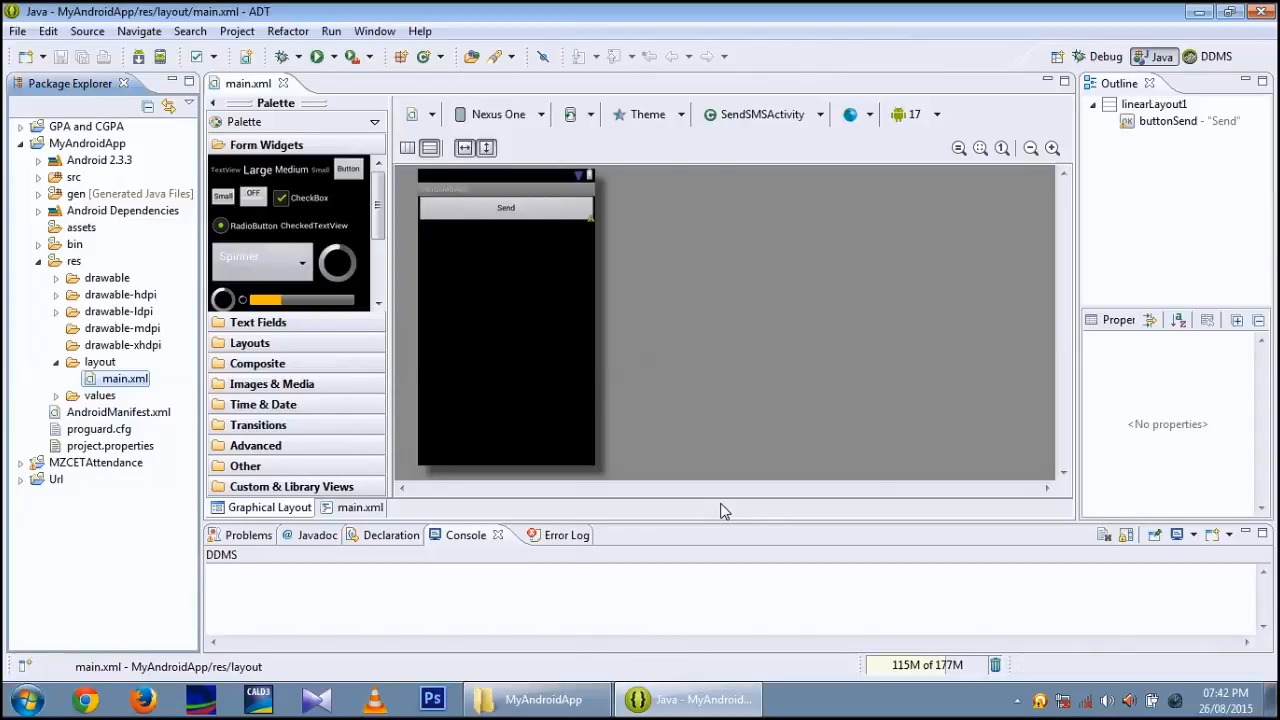 Java - MyAndroidApp/res/layout/main.xml - ADT
File Edit Source Navigate Search Project Refactor Run Window Help
Debug Java DDMS
Package Explorer
GPA and CGPA
MyAndroidApp
Android 2.3.3
src
gen [Generated Java Files]
Android Dependencies
assets
bin
res
drawable
drawable-hdpi
drawable-ldpi
drawable-mdpi
drawable-xhdpi
layout
main.xml
values
AndroidManifest.xml
proguard.cfg
project.properties
MZCETAttendance
Url
main.xml
Palette
Palette
Form Widgets
TextView Large Medium Small Button
Small OFF CheckBox
RadioButton CheckedTextView
Spinner
Text Fields
Layouts
Composite
Images & Media
Time & Date
Transitions
Advanced
Other
Custom & Library Views
Graphical Layout main.xml
Nexus One Theme SendSMSActivity 17
Send
Outline
linearLayout1
buttonSend - "Send"
Proper
<No properties>
Problems @ Javadoc Declaration Console Error Log
DDMS
main.xml - MyAndroidApp/res/layout
115M of 177M
CALD3
Ps
MyAndroidApp
Java - MyAndroid...
07:42 PM
26/08/2015